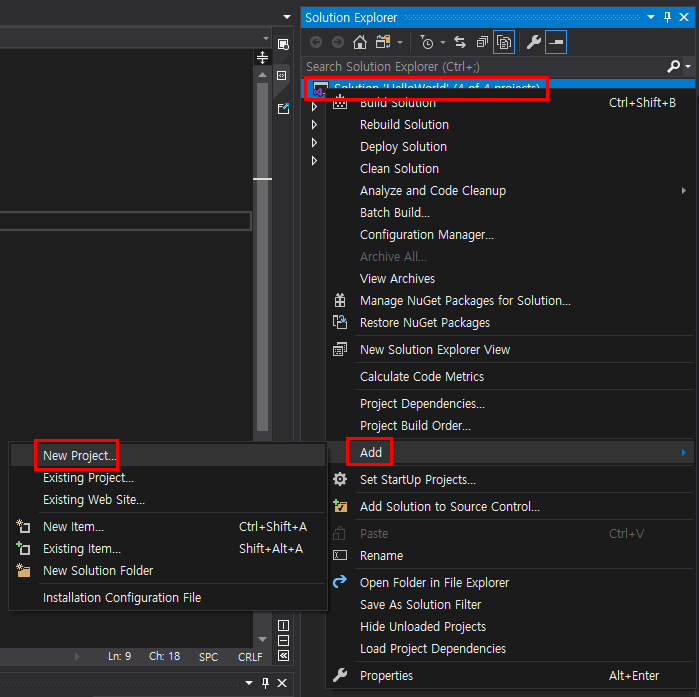 Solution Explorer
Search Solution Explorer (Ctrl+;)
Solution 'HelloWorld' (4 of 4 projects)
Build Solution Ctrl+Shift+B
Rebuild Solution
Deploy Solution
Clean Solution
Analyze and Code Cleanup
Batch Build...
Configuration Manager...
Archive All...
View Archives
Manage NuGet Packages for Solution...
Restore NuGet Packages
New Solution Explorer View
Calculate Code Metrics
Project Dependencies...
Project Build Order...
Add
Set StartUp Projects...
Add Solution to Source Control...
Paste Ctrl+V
Rename
Open Folder in File Explorer
Save As Solution Filter
Hide Unloaded Projects
Load Project Dependencies
Properties Alt+Enter
New Project...
Existing Project...
Existing Web Site...
New Item... Ctrl+Shift+A
Existing Item... Shift+Alt+A
New Solution Folder
Installation Configuration File
Ln: 9 Ch: 18 SPC CRLF